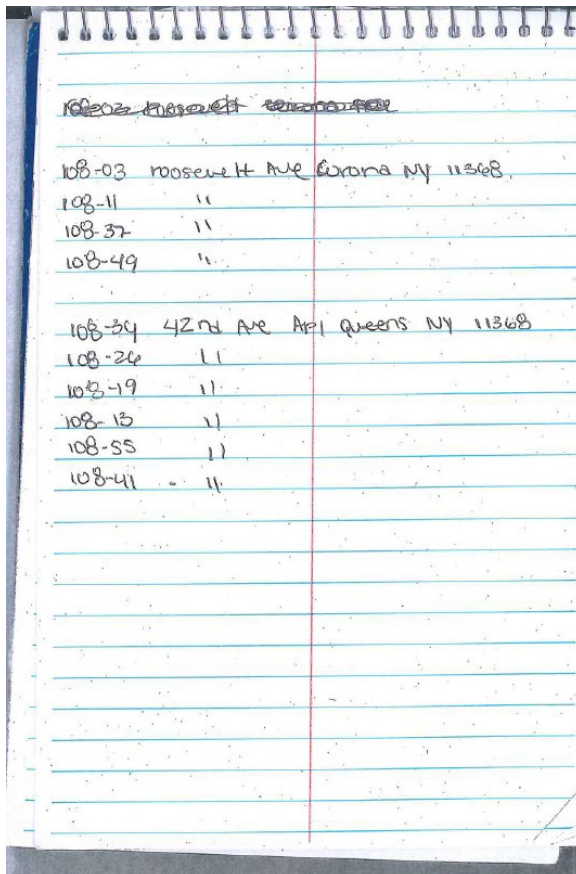 108-03 roosevelt Ave Corona NY 11368
108-11 "
108-37 "
108-49 "
108-34 42nd Ave Apt Queens NY 11368
108-26 "
108-19 "
108-13 "
108-55 "
108-41 - "